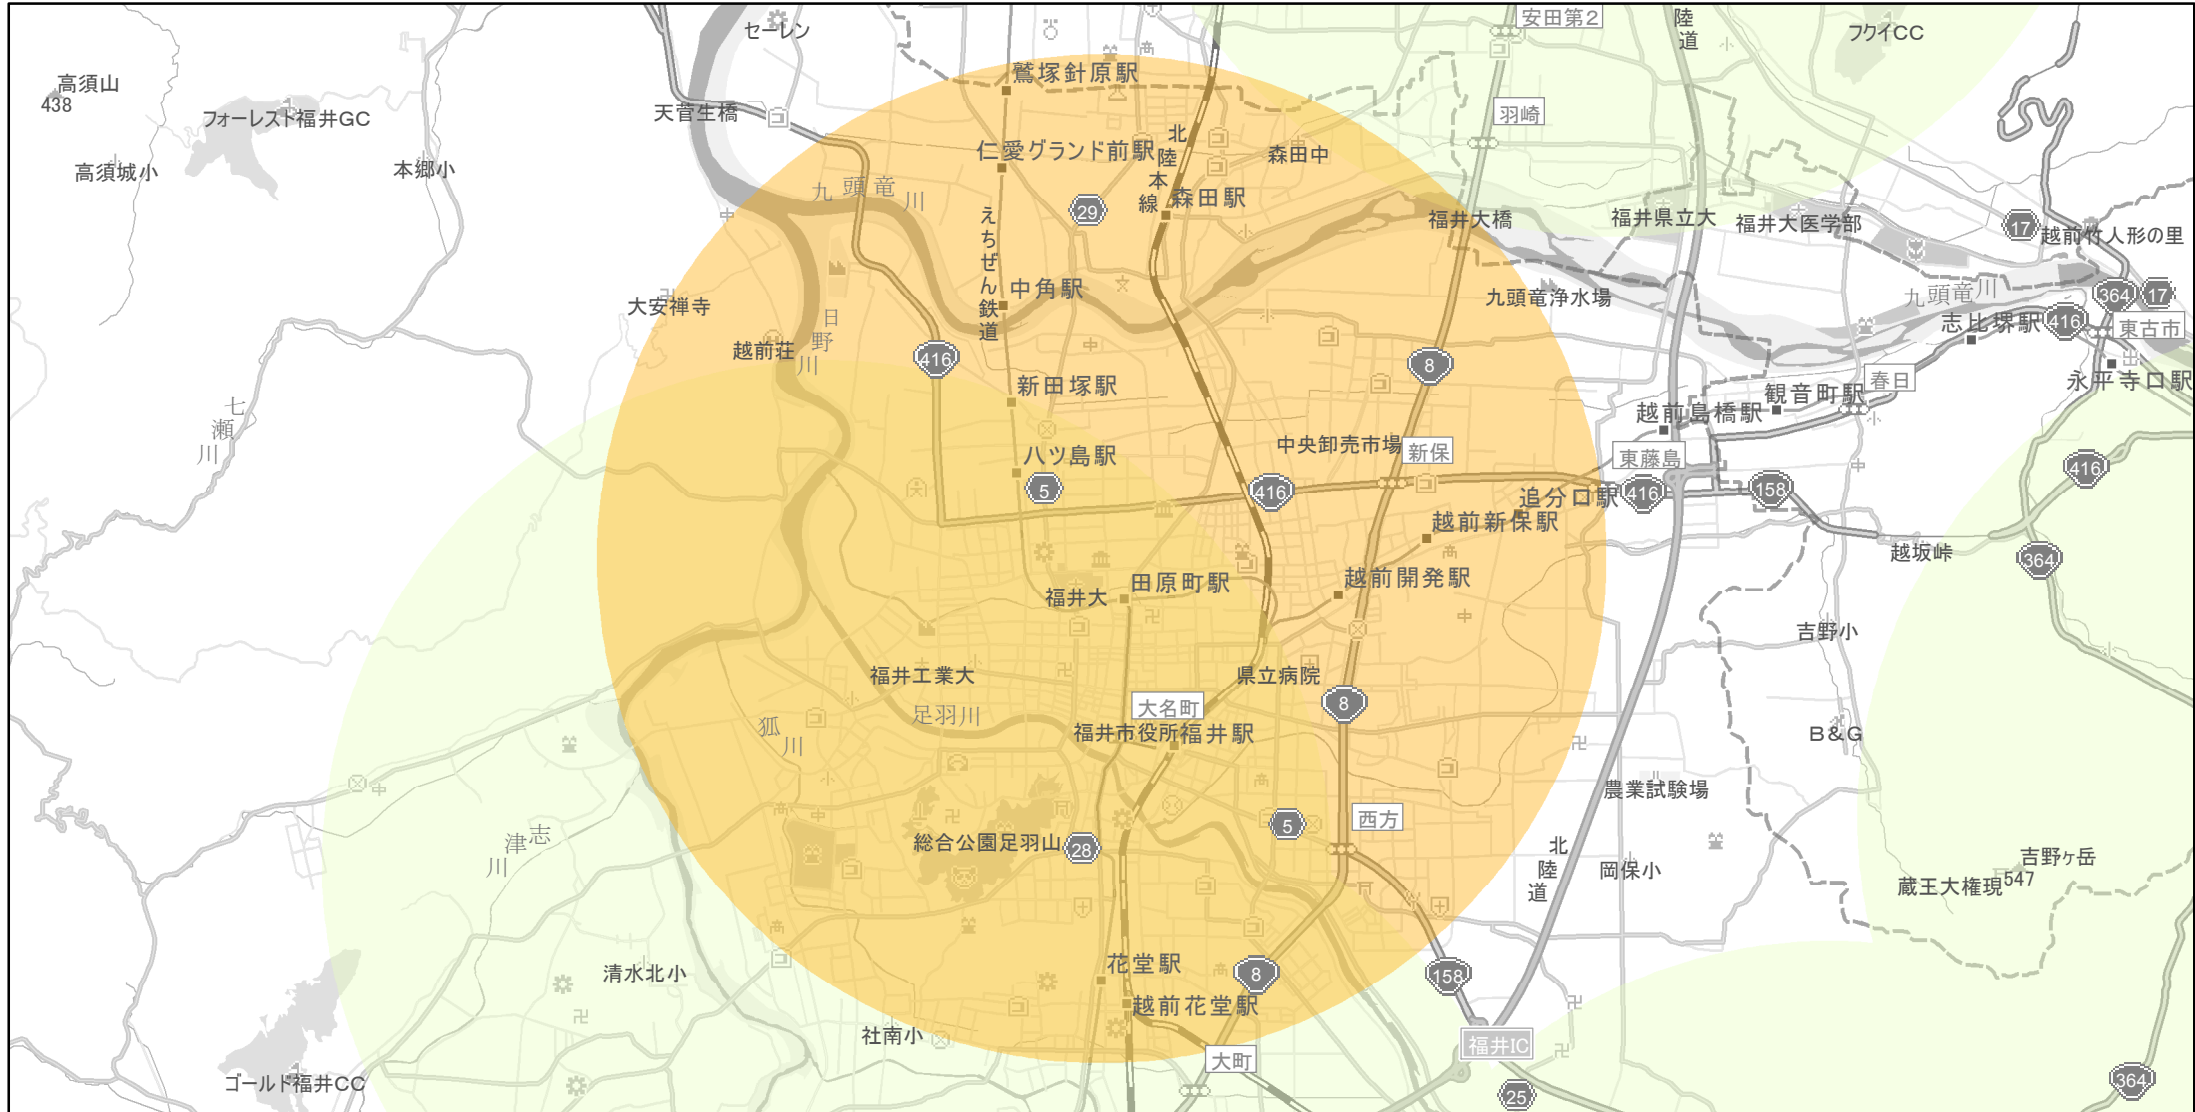 セーレン
安田第2
陸道
フクイCC
高須山
438
フォーレスト福井GC
天菅生橋
鷲塚針原駅
羽崎
高須城小
本郷小
仁愛グランド前駅
北陸本線
森田中
九頭竜川
29
森田駅
えちぜん鉄道
福井大橋
福井県立大
福井大医学部
17
越前竹人形の里
大安禅寺
中角駅
九頭竜浄水場
九頭竜川
364
17
日野川
越前荘
416
8
志比堺駅
416
東古市
七瀬川
新田塚駅
春日
永平寺口駅
観音町駅
越前島橋駅
八ツ島駅
中央卸売市場
新保
東藤島
5
416
追分口駅
416
158
416
越前新保駅
越坂峠
364
田原町駅
越前開発駅
福井大
吉野小
福井工業大
県立病院
足羽川
大名町
8
狐川
福井市役所
福井駅
B&G
農業試験場
志津川
総合公園足羽山
28
5
西方
北陸道
岡保小
吉野ヶ岳
547
蔵王大権現
清水北小
花堂駅
8
158
越前花堂駅
社南小
大町
福井IC
ゴールド福井CC
25
364